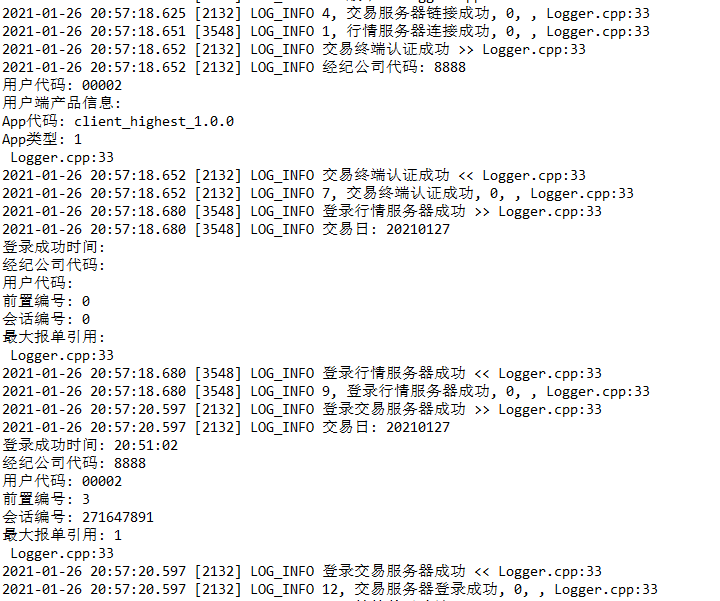 2021-01-26 20:57:18.625 [2132] LOG_INFO 4, 交易服务器链接成功, 0, , Logger.cpp:33
2021-01-26 20:57:18.651 [3548] LOG_INFO 1, 行情服务器连接成功, 0, , Logger.cpp:33
2021-01-26 20:57:18.652 [2132] LOG_INFO 交易终端认证成功 >> Logger.cpp:33
2021-01-26 20:57:18.652 [2132] LOG_INFO 经纪公司代码: 8888
用户代码: 00002
用户端产品信息:
App代码: client_highest_1.0.0
App类型: 1
Logger.cpp:33
2021-01-26 20:57:18.652 [2132] LOG_INFO 交易终端认证成功 << Logger.cpp:33
2021-01-26 20:57:18.652 [2132] LOG_INFO 7, 交易终端认证成功, 0, , Logger.cpp:33
2021-01-26 20:57:18.680 [3548] LOG_INFO 登录行情服务器成功 >> Logger.cpp:33
2021-01-26 20:57:18.680 [3548] LOG_INFO 交易日: 20210127
登录成功时间:
经纪公司代码:
用户代码:
前置编号: 0
会话编号: 0
最大报单引用:
Logger.cpp:33
2021-01-26 20:57:18.680 [3548] LOG_INFO 登录行情服务器成功 << Logger.cpp:33
2021-01-26 20:57:18.680 [3548] LOG_INFO 9, 登录行情服务器成功, 0, , Logger.cpp:33
2021-01-26 20:57:20.597 [2132] LOG_INFO 登录交易服务器成功 >> Logger.cpp:33
2021-01-26 20:57:20.597 [2132] LOG_INFO 交易日: 20210127
登录成功时间: 20:51:02
经纪公司代码: 8888
用户代码: 00002
前置编号: 3
会话编号: 271647891
最大报单引用: 1
Logger.cpp:33
2021-01-26 20:57:20.597 [2132] LOG_INFO 登录交易服务器成功 << Logger.cpp:33
2021-01-26 20:57:20.597 [2132] LOG_INFO 12, 交易服务器登录成功, 0, , Logger.cpp:33